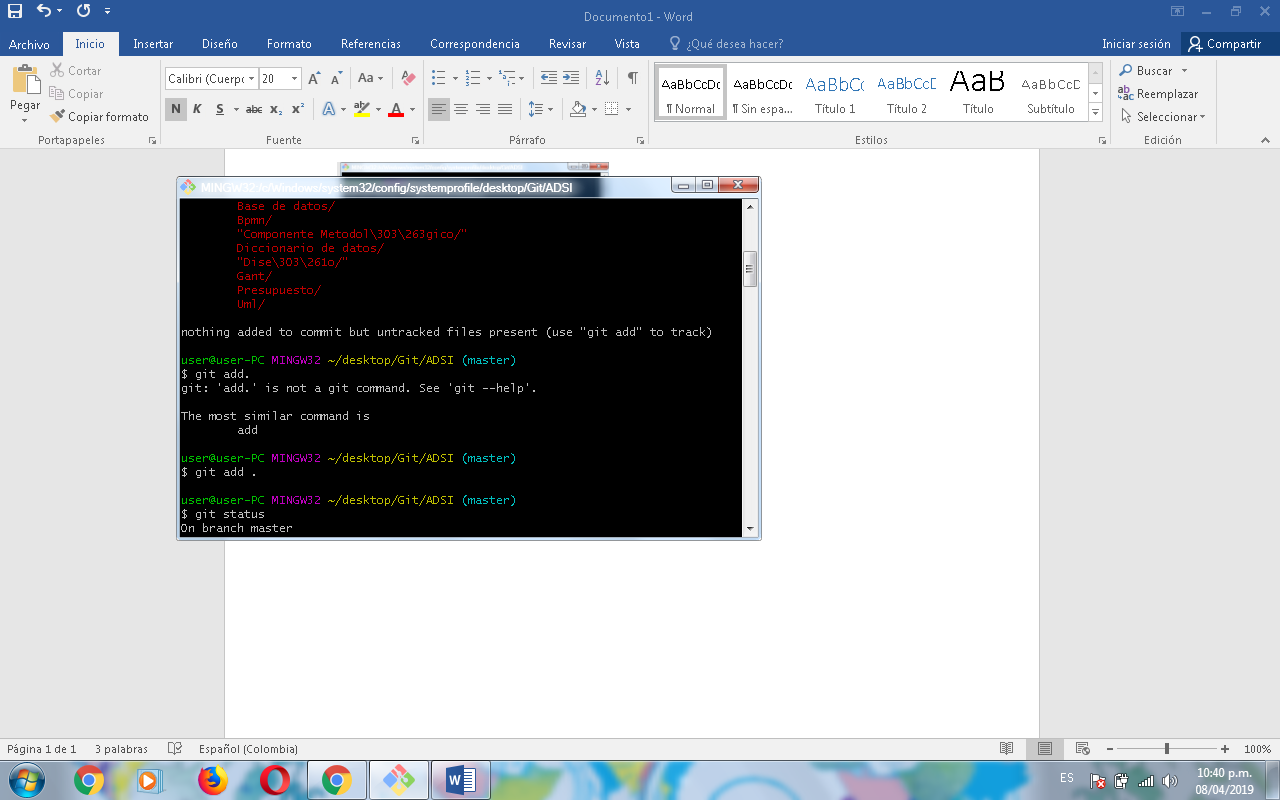 Documento1 - Word
Archivo Inicio Insertar Diseño Formato Referencias Correspondencia Revisar Vista ¿Qué desea hacer? Iniciar sesión Compartir
Pegar
Cortar
Copiar
Copiar formato
Portapapeles
Calibri (Cuerpo 20 Aa
N K S abc x₂ x² A aby A
Fuente
Párrafo
AaBbCcDc AaBbCcDc AaBbCc AaBbCcD AaB AaBbCcD
¶ Normal ¶ Sin espa... Título 1 Título 2 Título Subtítulo
Estilos
Buscar
Reemplazar
Seleccionar
Edición
MINGW32:/c/Windows/system32/config/systemprofile/desktop/Git/ADSI
Base de datos/
Bpmn/
"Componente Metodol\303\263gico/"
Diccionario de datos/
"Dise\303\261o/"
Gant/
Presupuesto/
Uml/
nothing added to commit but untracked files present (use "git add" to track)
user@user-PC MINGW32 ~/desktop/Git/ADSI (master)
$ git add.
git: 'add.' is not a git command. See 'git --help'.
The most similar command is
add
user@user-PC MINGW32 ~/desktop/Git/ADSI (master)
$ git add .
user@user-PC MINGW32 ~/desktop/Git/ADSI (master)
$ git status
On branch master
Página 1 de 1 3 palabras Español (Colombia) 100%
ES
10:40 p.m.
08/04/2019